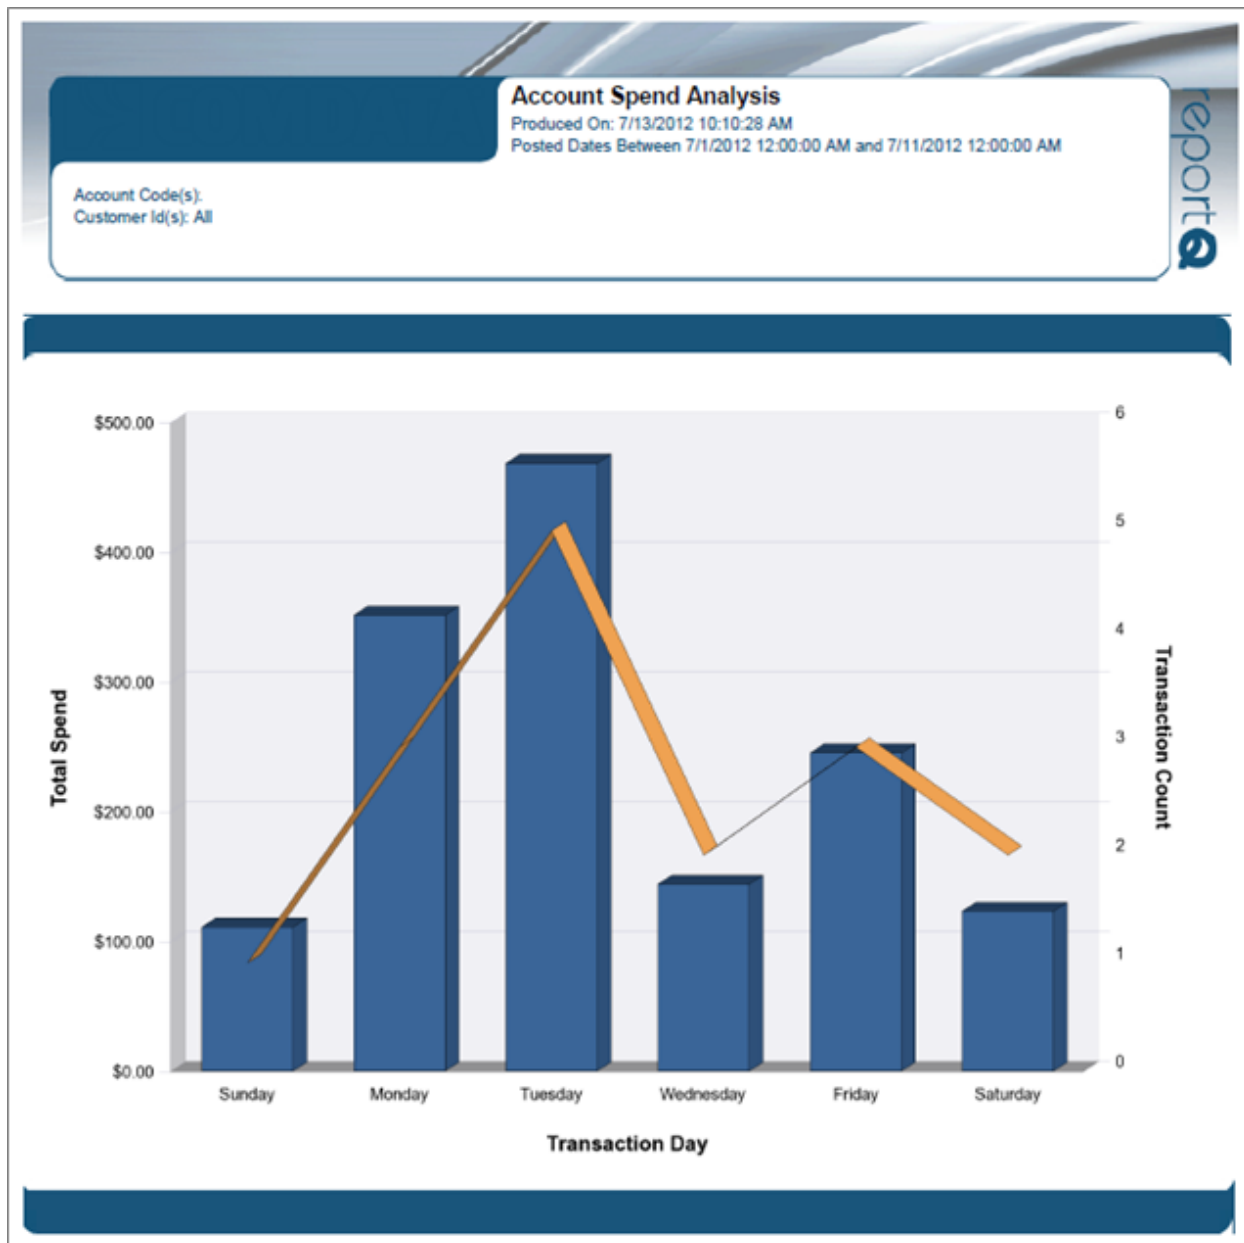 Account Spend Analysis
Produced On: 7/13/2012 10:10:28 AM
Posted Dates Between 7/1/2012 12:00:00 AM and 7/11/2012 12:00:00 AM
Account Code(s):
Customer Id(s): All
reportQ
$500.00
$400.00
$300.00
$200.00
$100.00
$0.00
Total Spend
6
5
4
3
2
1
0
Transaction Count
Sunday Monday Tuesday Wednesday Friday Saturday
Transaction Day